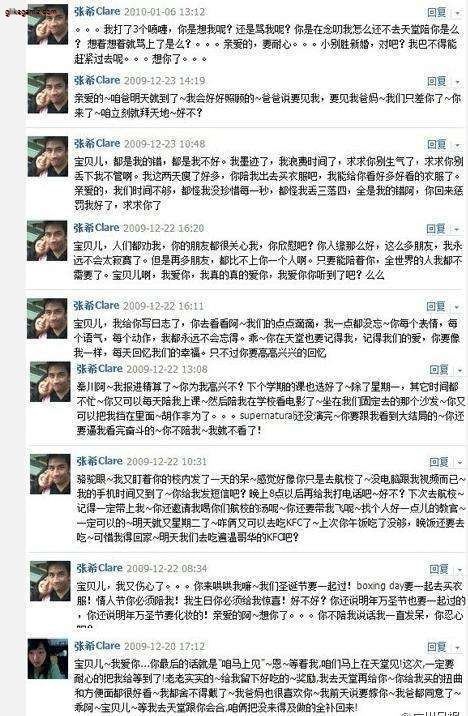 glikegame.com
张希Clare 2010-01-06 13:12 回复
。。。我打了3个喷嚏，你是想我呢？还是骂我呢？你是在念叨我怎么还不去天堂陪你是么？ 想着想着就骂上了是么？。。。亲爱的，要耐心。。。小别胜新婚，对吧？我巴不得能
赶紧过去呢。。。想你了。。。
张希Clare 2009-12-23 14:19 回复
亲爱的~咱爸明天就到了~我会好好照顾的~爸爸说要见我，要见我爸妈~我们只差你了~你
来了~咱立刻就拜天地~好不？
张希Clare 2009-12-23 10:48 回复
宝贝儿，都是我的错，都是我不好。我墨迹了，我浪费时间了，求求你别生气了，求求你别
丢下我不管啊。我这两天瘦了好多，你陪我出去买衣服吧，我能给你看好多好看的衣服了。
亲爱的，我们时间不够，都怪我没珍惜每一秒，都怪我丢三落四，全是我的错阿，你回来惩
罚我好了，求求你了
张希Clare 2009-12-22 16:20 回复
宝贝儿，人们都劝我，你的朋友都很关心我，你欣慰吧？你人缘那么好，这么多朋友，我永
远不会太寂寞了。但是再多朋友，都比不上你一个人啊。只要能陪着你，全世界的人我都不
需要了。宝贝儿啊，我爱你，我真的真的爱你，我爱你你听到了吧？么么
张希Clare 2009-12-22 16:11 回复
宝贝儿，我给你写日志了，你去看看阿~我们的点点滴滴，我一点都没忘~你每个表情，每
个语气，每个动作，我都永远不会忘得。乖~你在天堂也要记得我，记得我们的爱，你要像
我一样，每天回忆我们的幸福。只不过你要高高兴兴的回忆
张希Clare 2009-12-22 13:08 回复
秦川阿~我报进精算了~你为我高兴不？下个学期的课也选好了~除了星期一，其它时间都
不忙~你又可以每天陪我上课~然后陪我在学校看电影了~坐在我们固定去的那个沙发~你又
可以把我挡在里面~胡作非为了。。。supernatural还没演完~你要跟我看到大结局的~你还
要逼我看完奋斗的~你不陪我~我就不看了！
张希Clare 2009-12-22 10:31 回复
骆驼眼~我又盯着你的校内发了一天的呆~感觉好像你只是去航校了~没电脑跟我视频而已~
我的手机时间又到了~你给我发短信吧？晚上8点以后再给我打电话吧~好不？下次去航校~
记得一定带上我~你还邀请我喝你们航校的汤呢~你还要带我飞呢~找个人好一点儿的教官~
一定可以的~明天就又星期二了~咋俩又可以去吃KFC了~上次你午饭吃了没够，晚饭还要去
吃~可惜我得回家~明天我们去吃遍温哥华的KFC吧？
张希Clare 2009-12-22 08:34 回复
宝贝儿，我又伤心了。。。你来哄哄我嘛~我们圣诞节要一起过！boxing day要一起去买衣
服！情人节你必须陪我！我生日你必须给我惊喜！好不好？你还说明年万圣节也要一起过的
，你还说明年万圣节要化妆的！亲爱的阿~想你了。。。你不陪我说话我一直发呆，你忍心
张希Clare 2009-12-20 17:12 回复
宝贝儿~我爱你...你最后的话就是"咱马上见"~恩~等着我，咱们马上在天堂见！这次，一定要
耐心的把我给等到了！老老实实的~给我留下好吃的~奖励，我去天堂再给你~你给我买的扭曲
和方便面都很好看~我都舍不得戴了~我爸妈也很喜欢你~我前天说要嫁你~我爸都同意了~
乖阿~宝贝儿~等我去天堂跟你会合，咱俩把没来得及做的全补回来！